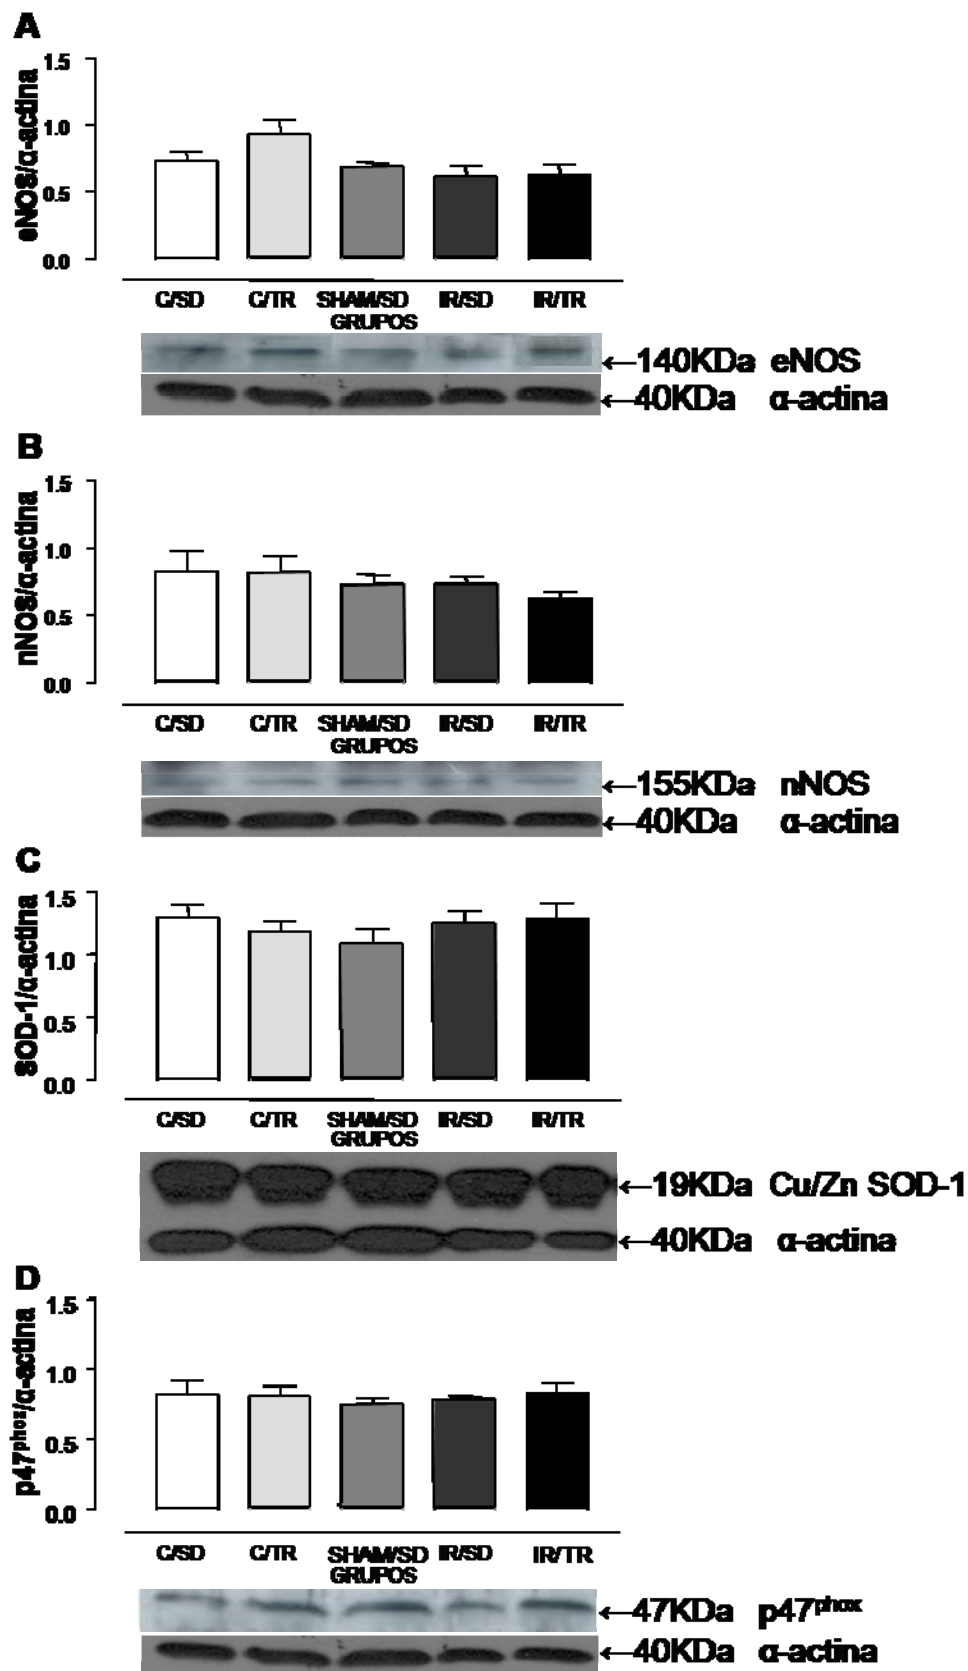 A
eNOS/α-actina
1.5
1.0
0.5
0.0
C/SD C/TR SHAM/SD IR/SD IR/TR
GRUPOS
←140KDa eNOS
←40KDa α-actina
B
nNOS/α-actina
1.5
1.0
0.5
0.0
C/SD C/TR SHAM/SD IR/SD IR/TR
GRUPOS
←155KDa nNOS
←40KDa α-actina
C
SOD-1/α-actina
1.5
1.0
0.5
0.0
C/SD C/TR SHAM/SD IR/SD IR/TR
GRUPOS
←19KDa Cu/Zn SOD-1
←40KDa α-actina
D
p47phox/α-actina
1.5
1.0
0.5
0.0
C/SD C/TR SHAM/SD IR/SD IR/TR
GRUPOS
←47KDa p47phox
←40KDa α-actina